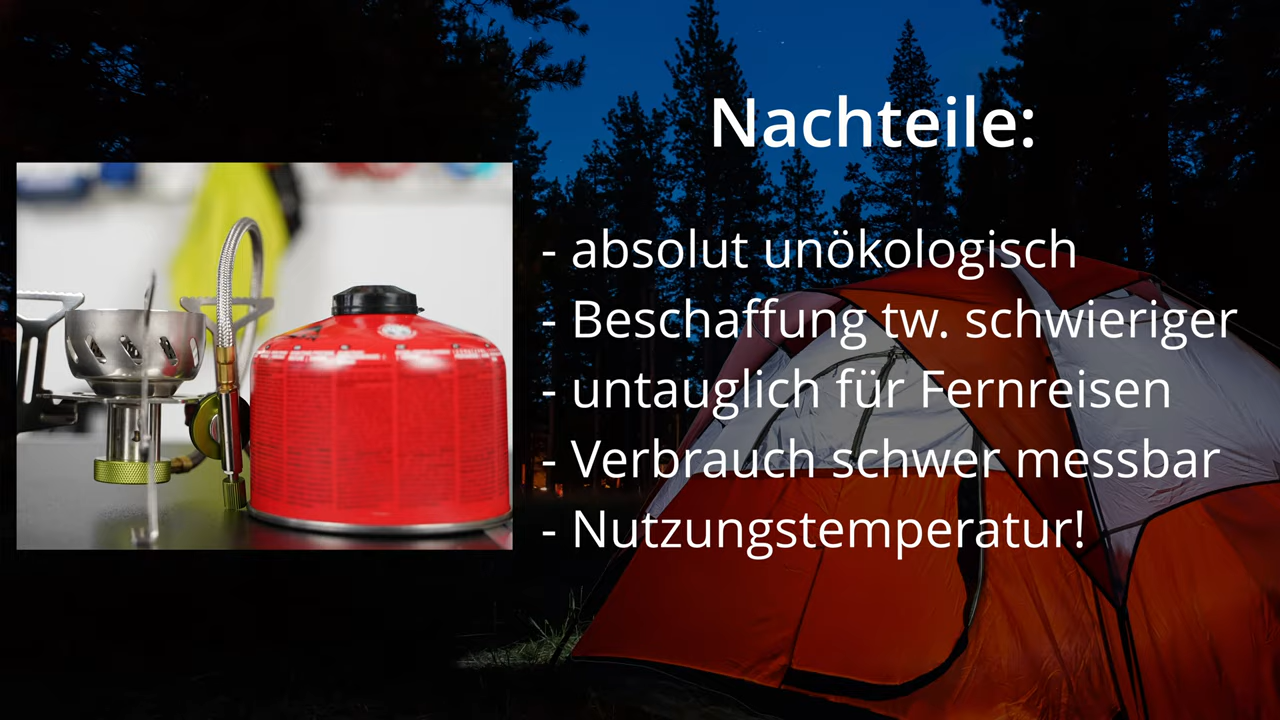 Nachteile:
- absolut unökologisch
- Beschaffung tw. schwieriger
- untauglich für Fernreisen
- Verbrauch schwer messbar
- Nutzungstemperatur!